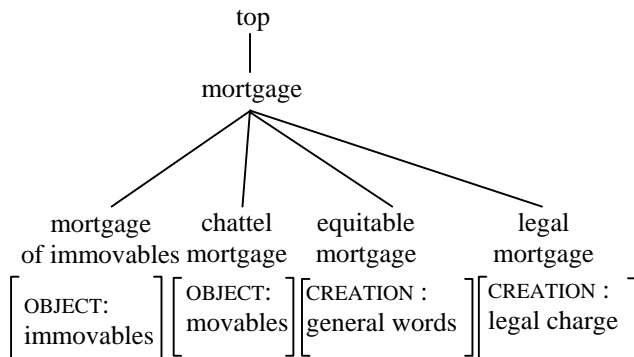 top
mortgage
mortgage of immovables
chattel mortgage
equitable mortgage
legal mortgage
OBJECT: immovables
OBJECT: movables
CREATION : general words
CREATION : legal charge